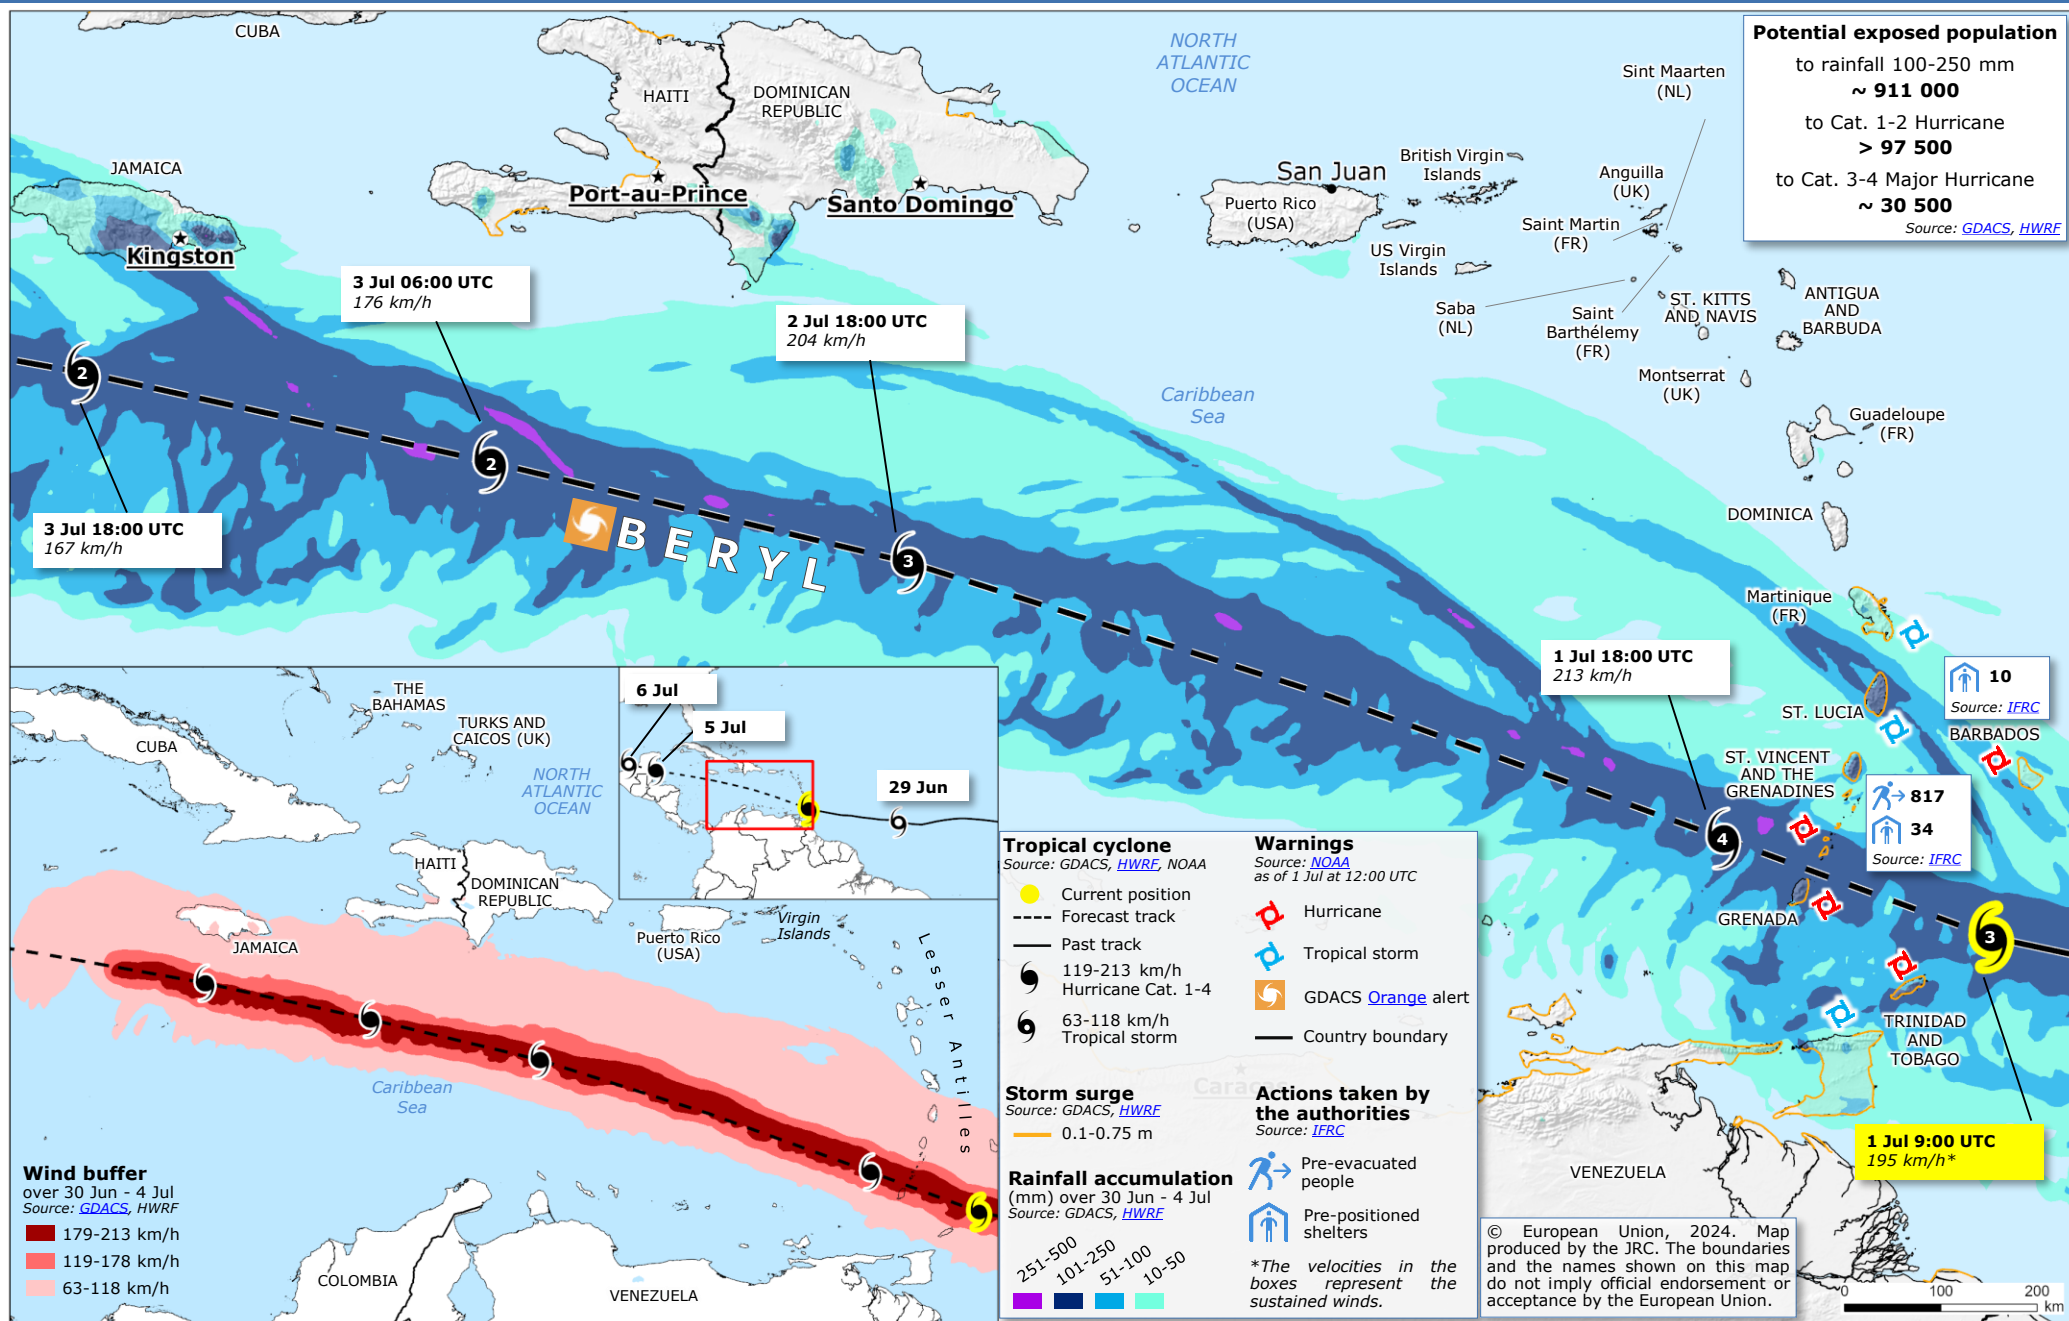 CUBA
NORTH
ATLANTIC
OCEAN
Potential exposed population
to rainfall 100-250 mm
~ 911 000
to Cat. 1-2 Hurricane
> 97 500
to Cat. 3-4 Major Hurricane
~ 30 500
Source: GDACS, HWRF
HAITI
DOMINICAN
REPUBLIC
Sint Maarten
(NL)
JAMAICA
Kingston
Port-au-Prince
Santo Domingo
San Juan
Puerto Rico
(USA)
British Virgin
Islands
US Virgin
Islands
Anguilla
(UK)
Saint Martin
(FR)
Saba
(NL)
Saint
Barthélemy
(FR)
ST. KITTS
AND NAVIS
ANTIGUA
AND
BARBUDA
Montserrat
(UK)
Guadeloupe
(FR)
DOMINICA
Martinique
(FR)
3 Jul 06:00 UTC
176 km/h
2 Jul 18:00 UTC
204 km/h
Caribbean
Sea
2
2
3
3 Jul 18:00 UTC
167 km/h
BERYL
1 Jul 18:00 UTC
213 km/h
4
10
Source: IFRC
ST. LUCIA
BARBADOS
ST. VINCENT
AND THE
GRENADINES
817
34
Source: IFRC
GRENADA
3
TRINIDAD
AND
TOBAGO
1 Jul 9:00 UTC
195 km/h*
VENEZUELA
Caracas
THE
BAHAMAS
TURKS AND
CAICOS (UK)
CUBA
NORTH
ATLANTIC
OCEAN
HAITI
DOMINICAN
REPUBLIC
JAMAICA
Puerto Rico
(USA)
Virgin
Islands
Lesser Antilles
Caribbean
Sea
COLOMBIA
VENEZUELA
6 Jul
5 Jul
29 Jun
Wind buffer
over 30 Jun - 4 Jul
Source: GDACS, HWRF
179-213 km/h
119-178 km/h
63-118 km/h
Tropical cyclone
Source: GDACS, HWRF, NOAA
Current position
Forecast track
Past track
119-213 km/h
Hurricane Cat. 1-4
63-118 km/h
Tropical storm
Storm surge
Source: GDACS, HWRF
0.1-0.75 m
Rainfall accumulation
(mm) over 30 Jun - 4 Jul
Source: GDACS, HWRF
251-500
101-250
51-100
10-50
Warnings
Source: NOAA
as of 1 Jul at 12:00 UTC
Hurricane
Tropical storm
GDACS Orange alert
Country boundary
Actions taken by
the authorities
Source: IFRC
Pre-evacuated
people
Pre-positioned
shelters
*The velocities in the
boxes represent the
sustained winds.
© European Union, 2024. Map
produced by the JRC. The boundaries
and the names shown on this map
do not imply official endorsement or
acceptance by the European Union.
0 100 200
km